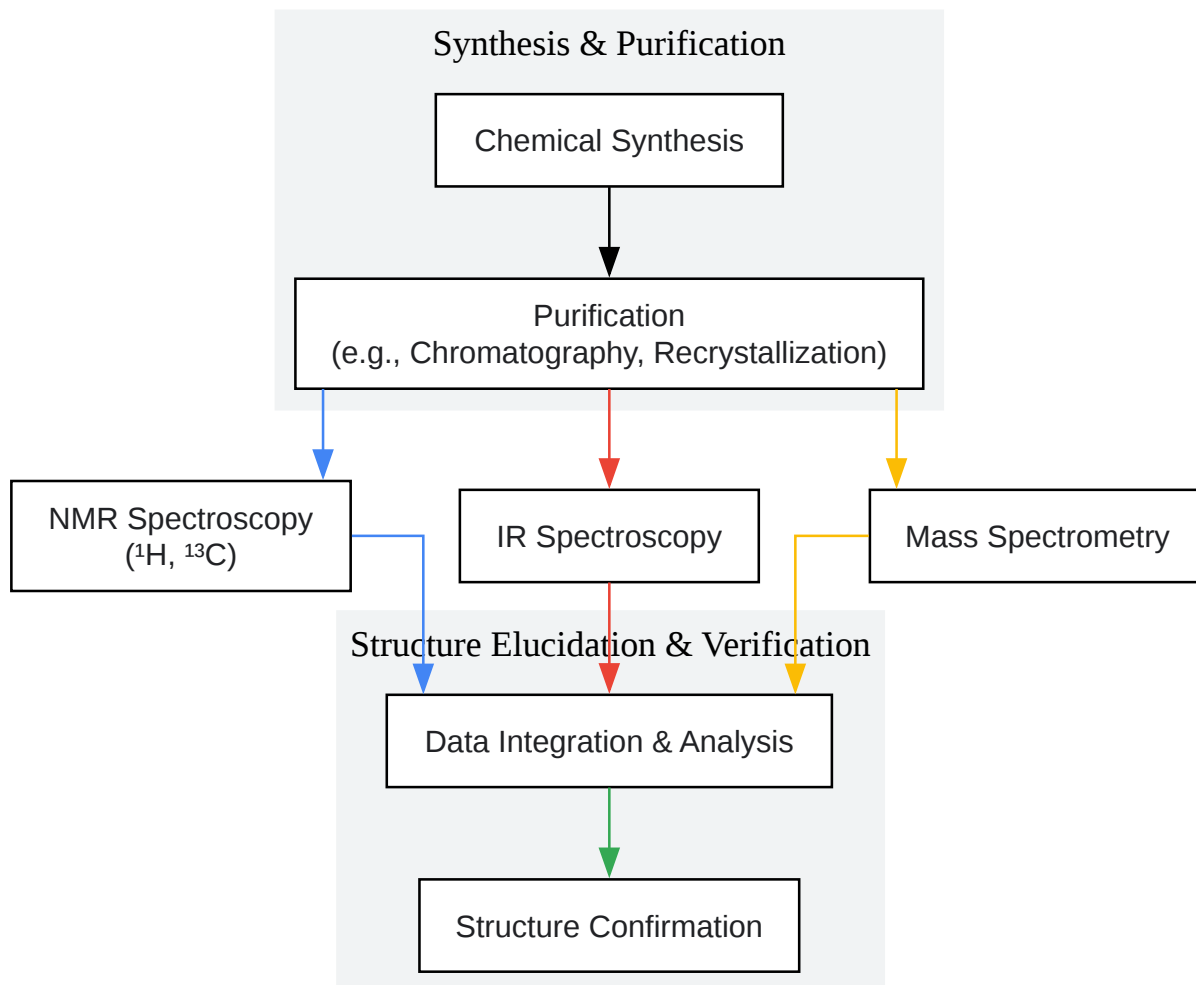 Synthesis & Purification
Chemical Synthesis
Purification
(e.g., Chromatography, Recrystallization)
NMR Spectroscopy
(¹H, ¹³C)
IR Spectroscopy
Mass Spectrometry
Structure Elucidation & Verification
Data Integration & Analysis
Structure Confirmation